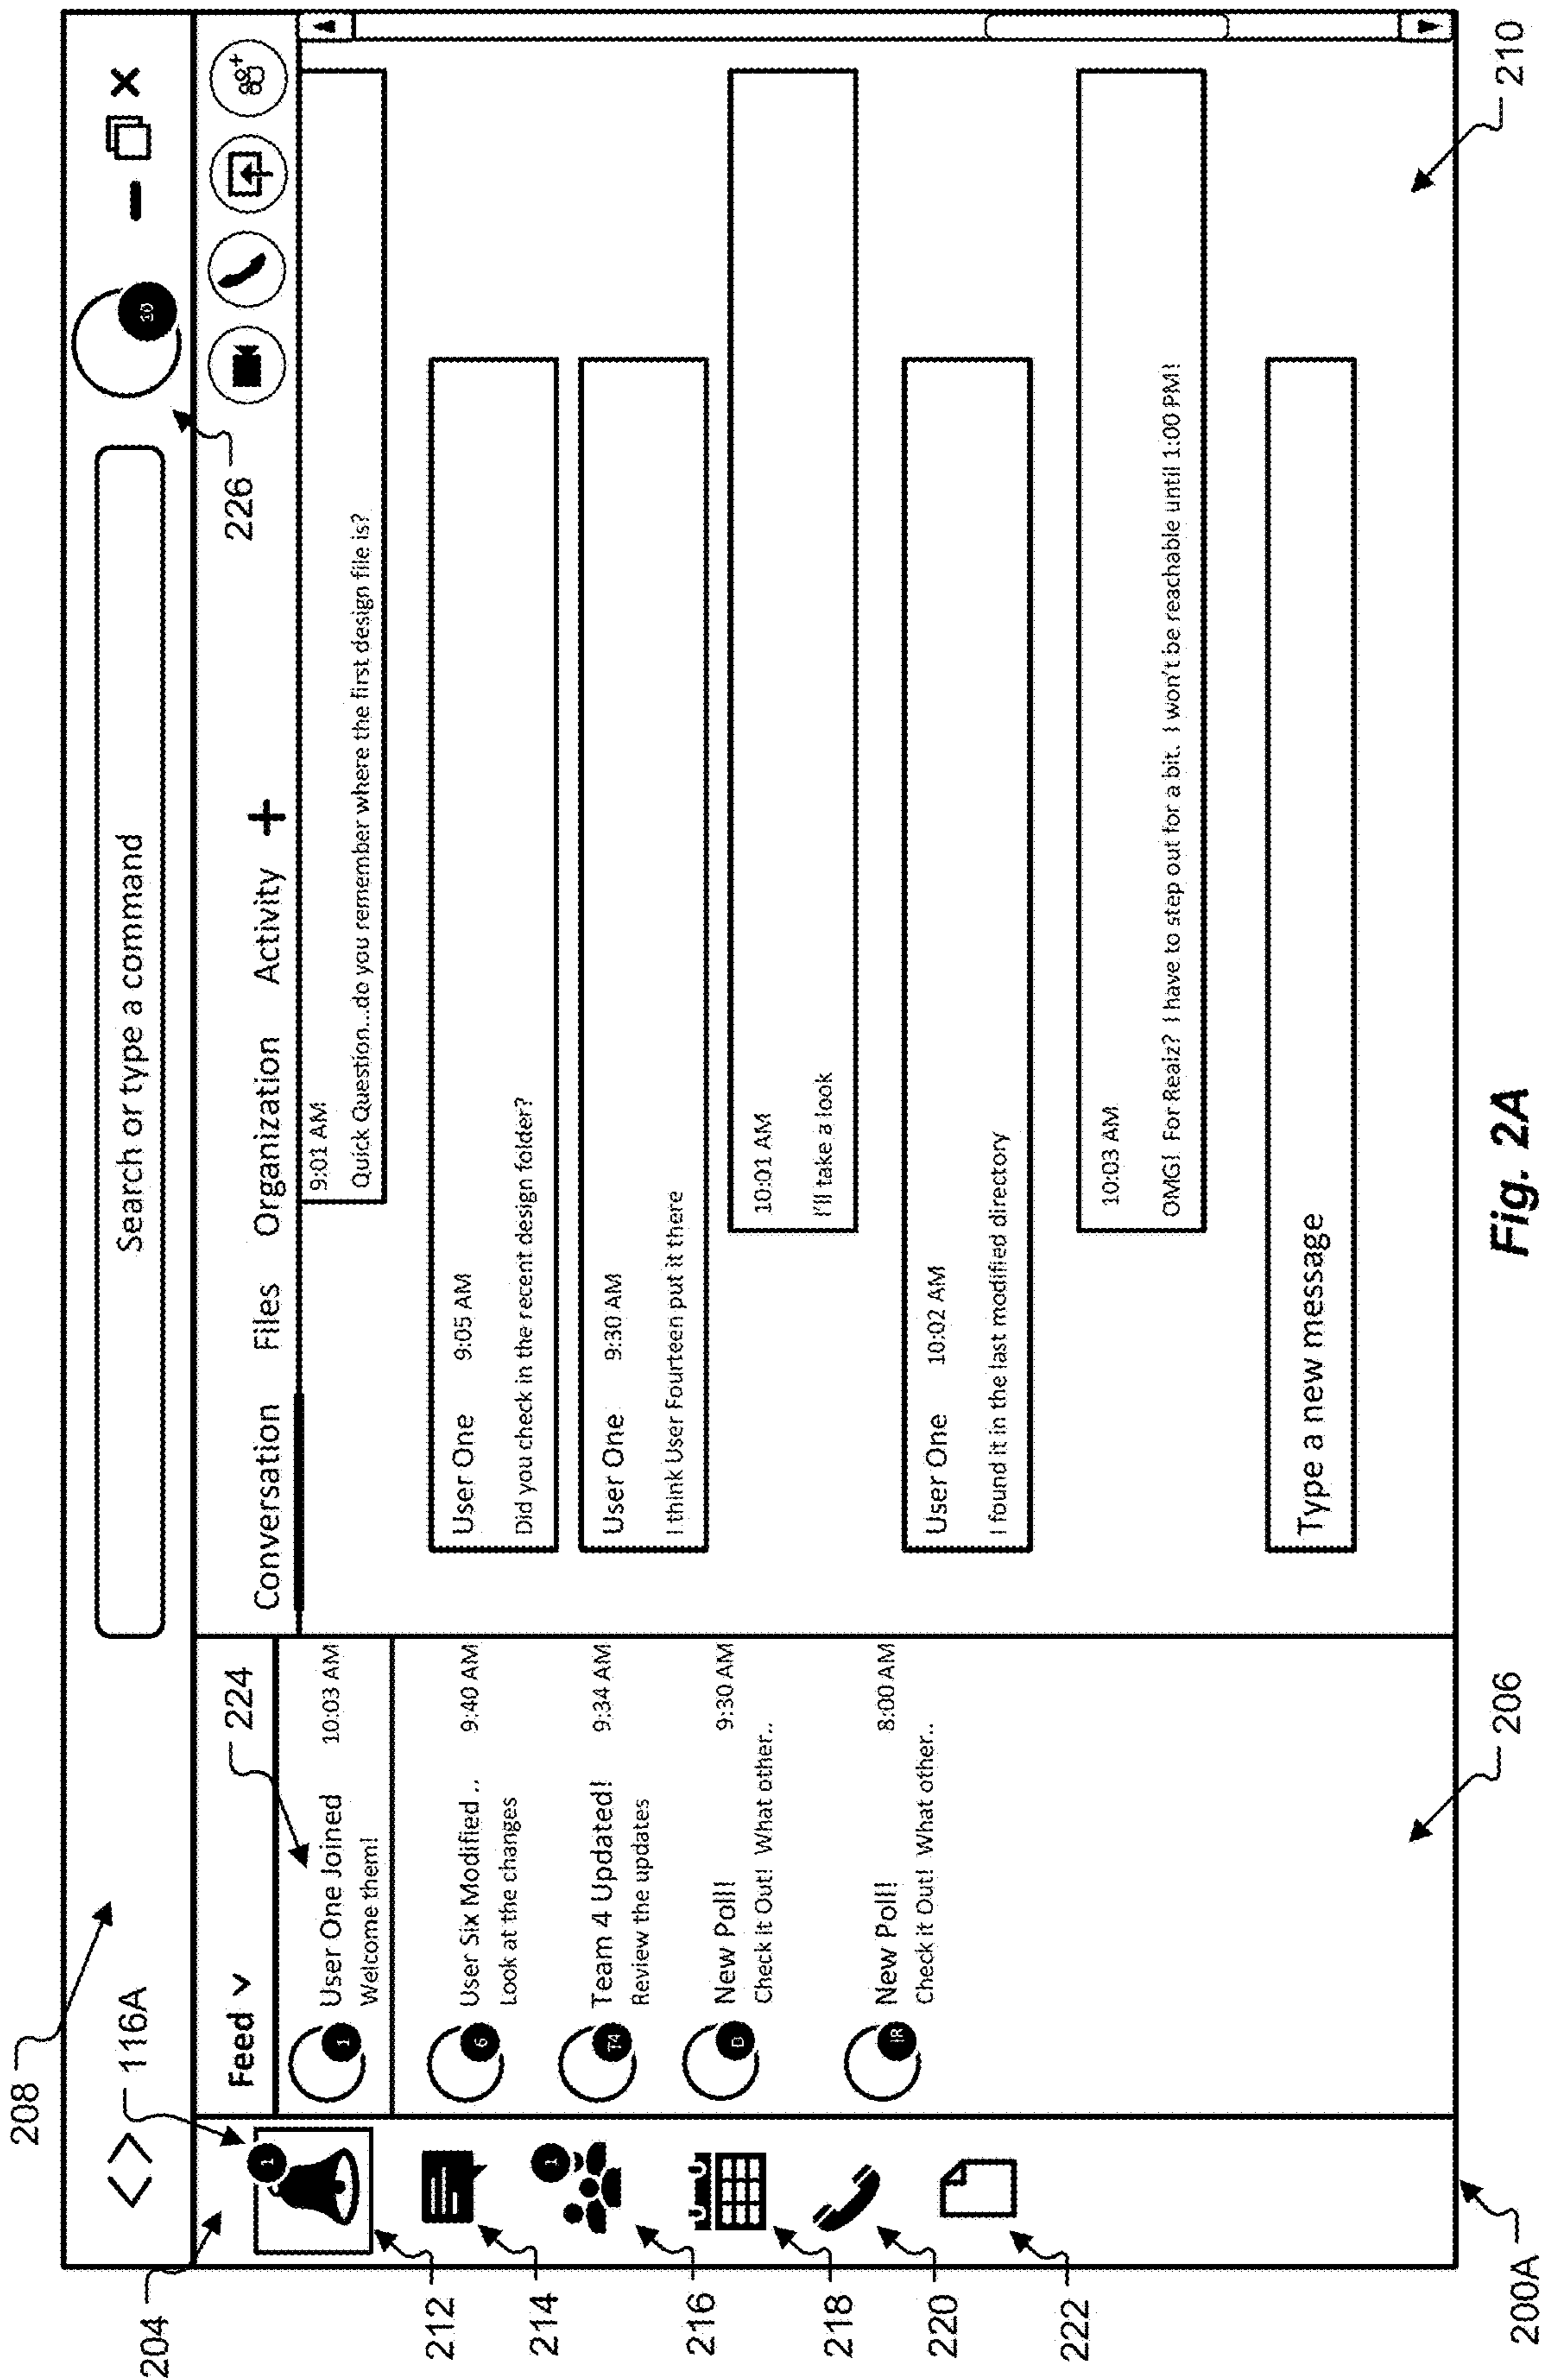 208
204
116A
< >
Search or type a command
10
226
Feed ˅
224
Conversation Files Organization Activity +
1
1
User One Joined 10:03 AM
Welcome them!
6
User Six Modified .. 9:40 AM
Look at the changes
1
T4
Team 4 Updated! 9:34 AM
Review the updates
B
New Poll! 9:30 AM
Check it Out! What other..
IR
New Poll! 8:00 AM
Check it Out! What other..
9:01 AM
Quick Question...do you remember where the first design file is?
User One 9:05 AM
Did you check in the recent design folder?
User One 9:30 AM
I think User Fourteen put it there
10:01 AM
I'll take a look
User One 10:02 AM
I found it in the last modified directory
10:03 AM
OMG! For Realz? I have to step out for a bit. I won't be reachable until 1:00 PM!
Type a new message
212
214
216
218
220
222
200A
206
210
Fig. 2A